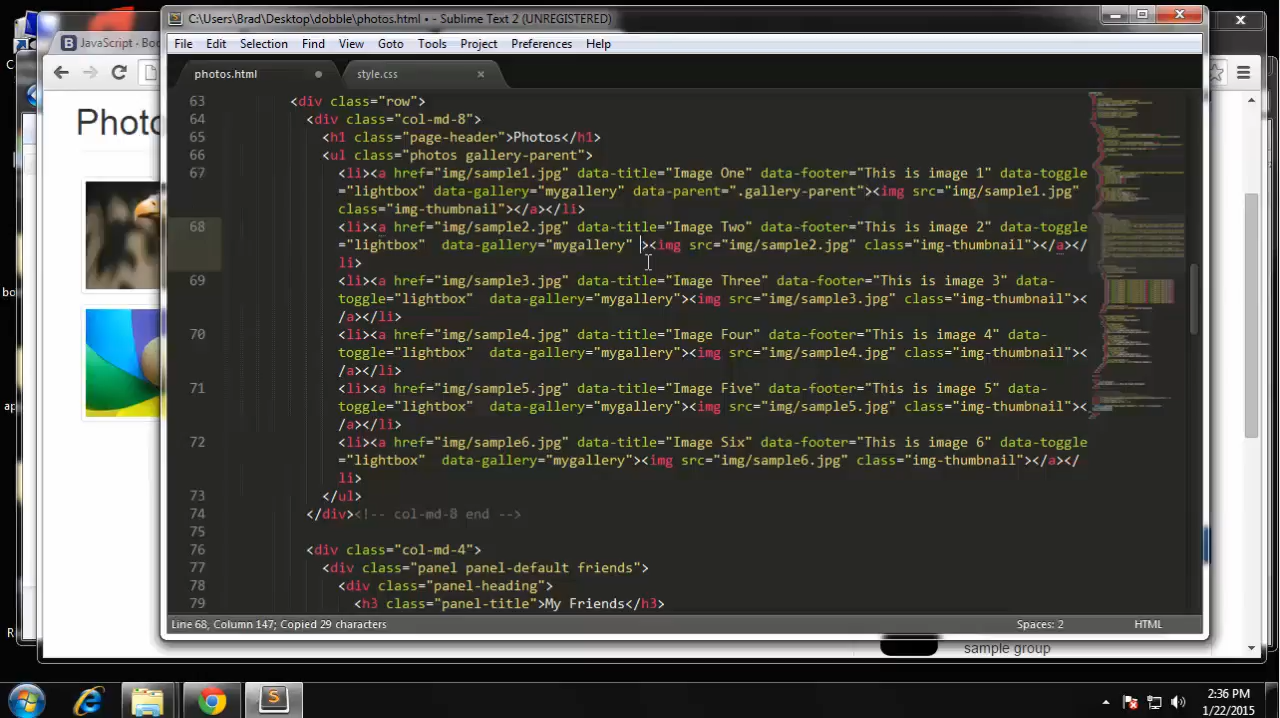 C:\Users\Brad\Desktop\dobble\photos.html • - Sublime Text 2 (UNREGISTERED)
JavaScript - Boo
File Edit Selection Find View Goto Tools Project Preferences Help
photos.html style.css
Photo
63 <div class="row">
64 <div class="col-md-8">
65 <h1 class="page-header">Photos</h1>
66 <ul class="photos gallery-parent">
67 <li><a href="img/sample1.jpg" data-title="Image One" data-footer="This is image 1" data-toggle
="lightbox" data-gallery="mygallery" data-parent=".gallery-parent"><img src="img/sample1.jpg"
class="img-thumbnail"></a></li>
68 <li><a href="img/sample2.jpg" data-title="Image Two" data-footer="This is image 2" data-toggle
="lightbox"  data-gallery="mygallery" ><img src="img/sample2.jpg" class="img-thumbnail"></a></
li>
69 <li><a href="img/sample3.jpg" data-title="Image Three" data-footer="This is image 3" data-
toggle="lightbox"  data-gallery="mygallery"><img src="img/sample3.jpg" class="img-thumbnail"><
/a></li>
70 <li><a href="img/sample4.jpg" data-title="Image Four" data-footer="This is image 4" data-
toggle="lightbox"  data-gallery="mygallery"><img src="img/sample4.jpg" class="img-thumbnail"><
/a></li>
71 <li><a href="img/sample5.jpg" data-title="Image Five" data-footer="This is image 5" data-
toggle="lightbox"  data-gallery="mygallery"><img src="img/sample5.jpg" class="img-thumbnail"><
/a></li>
72 <li><a href="img/sample6.jpg" data-title="Image Six" data-footer="This is image 6" data-toggle
="lightbox"  data-gallery="mygallery"><img src="img/sample6.jpg" class="img-thumbnail"></a></
li>
73 </ul>
74 </div><!-- col-md-8 end -->
75
76 <div class="col-md-4">
77 <div class="panel panel-default friends">
78 <div class="panel-heading">
79 <h3 class="panel-title">My Friends</h3>
Line 68, Column 147; Copied 29 characters Spaces: 2 HTML
sample group
2:36 PM
1/22/2015